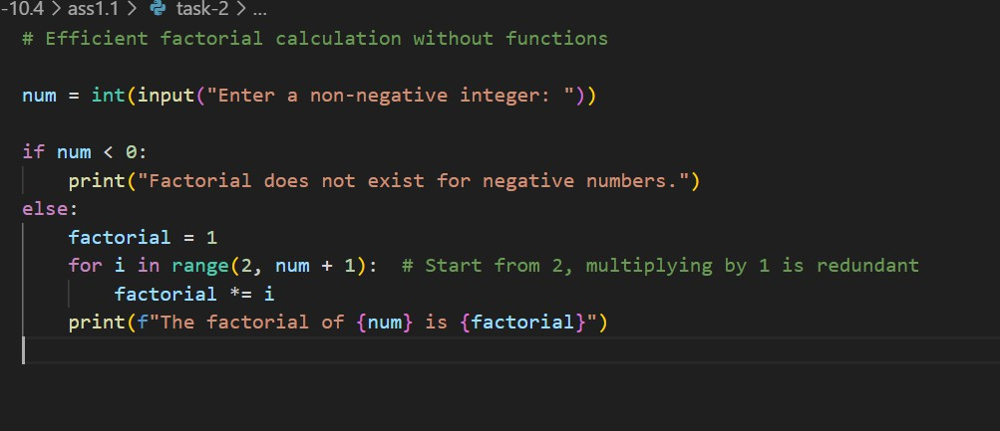 -10.4 > ass1.1 > task-2 > ...
# Efficient factorial calculation without functions
num = int(input("Enter a non-negative integer: "))
if num < 0:
    print("Factorial does not exist for negative numbers.")
else:
    factorial = 1
    for i in range(2, num + 1):  # Start from 2, multiplying by 1 is redundant
        factorial *= i
    print(f"The factorial of {num} is {factorial}")